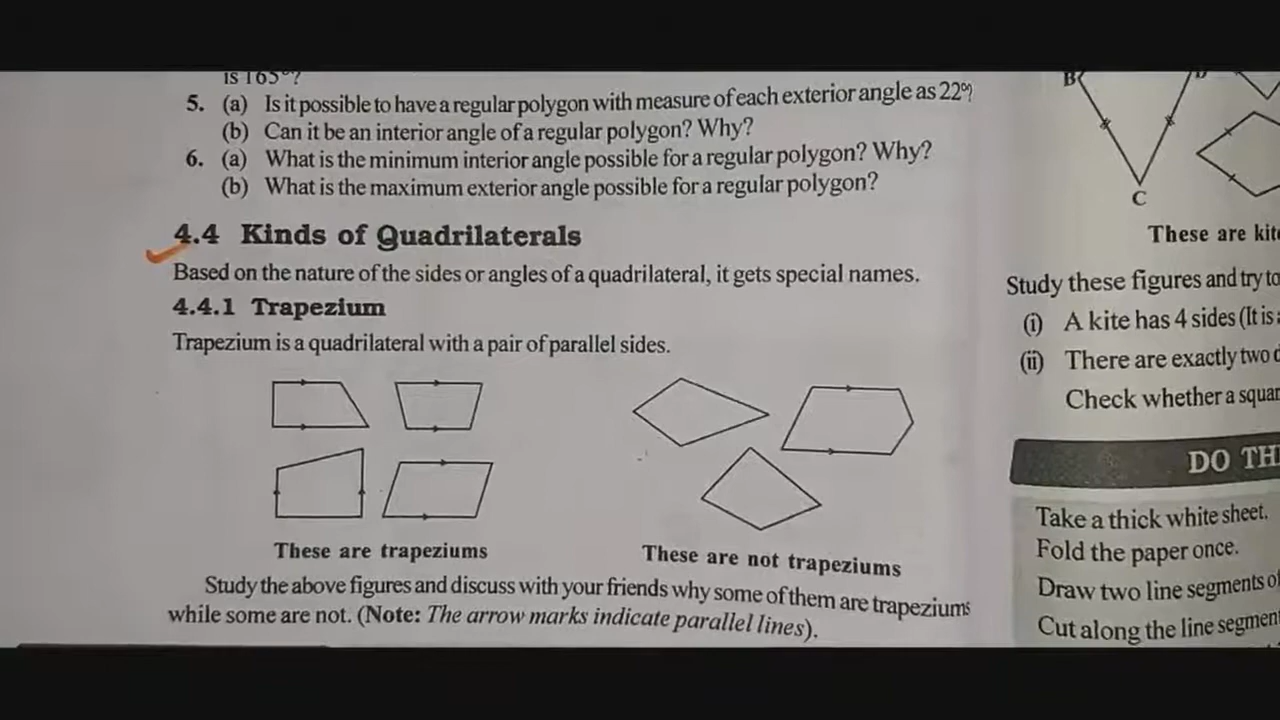 is 165°?
5. (a) Is it possible to have a regular polygon with measure of each exterior angle as 22°?
(b) Can it be an interior angle of a regular polygon? Why?
6. (a) What is the minimum interior angle possible for a regular polygon? Why?
(b) What is the maximum exterior angle possible for a regular polygon?
4.4 Kinds of Quadrilaterals
Based on the nature of the sides or angles of a quadrilateral, it gets special names.
4.4.1 Trapezium
Trapezium is a quadrilateral with a pair of parallel sides.
These are trapeziums
These are not trapeziums
Study the above figures and discuss with your friends why some of them are trapeziums
while some are not. (Note: The arrow marks indicate parallel lines).
B
C
These are
Study these figures and try to
(i) A kite has 4 sides (It is
(ii) There are exactly two
Check whether a
DO
Take a thick white sheet.
Fold the paper once.
Draw two line segments
Cut along the line